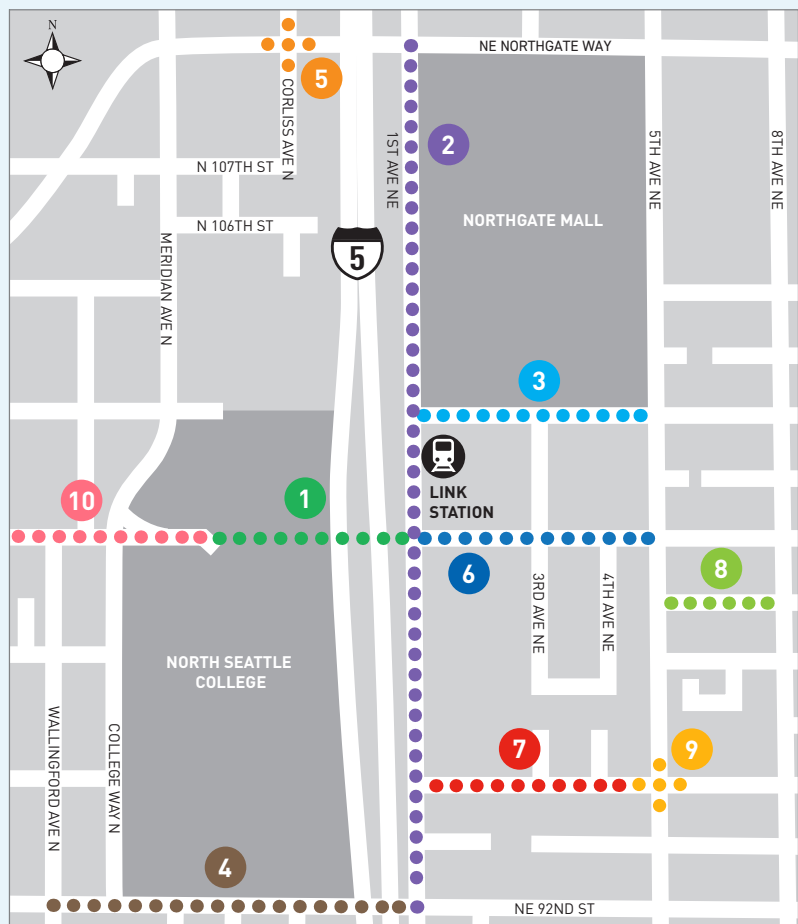 N
NE NORTHGATE WAY
5
CORLISS AVE N
1ST AVE NE
2
5TH AVE NE
8TH AVE NE
N 107TH ST
NORTHGATE MALL
N 106TH ST
MERIDIAN AVE N
5
3
LINK
STATION
10
1
6
3RD AVE NE
4TH AVE NE
8
NORTH SEATTLE
COLLEGE
WALLINGFORD AVE N
COLLEGE WAY N
7
9
4
NE 92ND ST